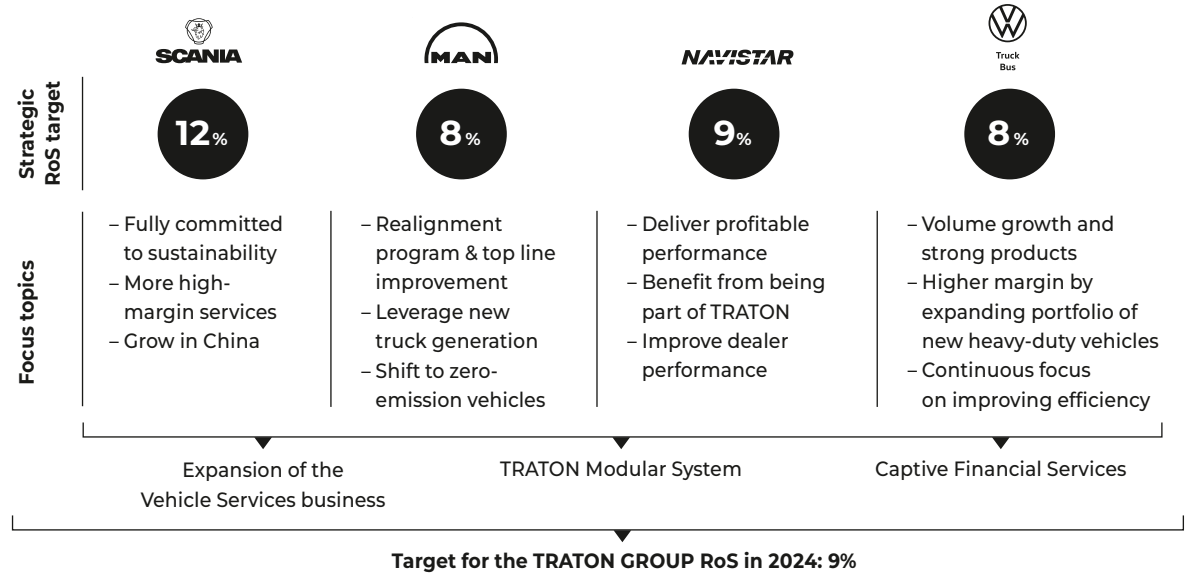 SCANIA
MAN
NAVISTAR
Truck
Bus
Strategic
RoS target
12%
8%
9%
8%
Focus topics
– Fully committed
to sustainability
– More high-
margin services
– Grow in China
– Realignment
program & top line
improvement
– Leverage new
truck generation
– Shift to zero-
emission vehicles
– Deliver profitable
performance
– Benefit from being
part of TRATON
– Improve dealer
performance
– Volume growth and
strong products
– Higher margin by
expanding portfolio of
new heavy-duty vehicles
– Continuous focus
on improving efficiency
Expansion of the
Vehicle Services business
TRATON Modular System
Captive Financial Services
Target for the TRATON GROUP RoS in 2024: 9%